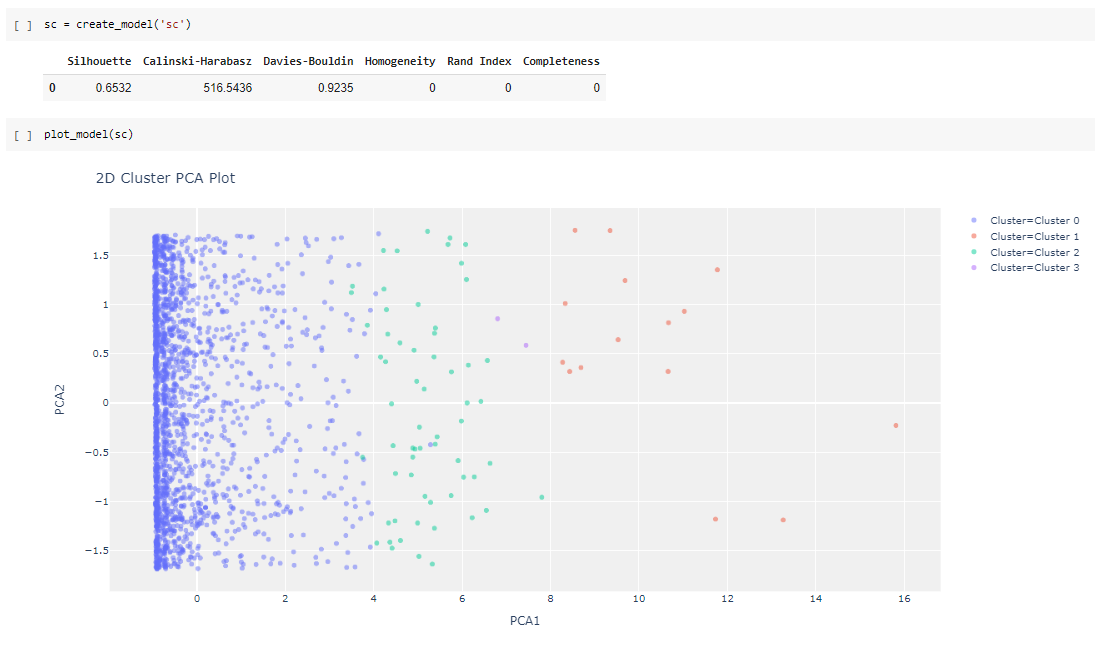 [ ] sc = create_model('sc')
Silhouette Calinski-Harabasz Davies-Bouldin Homogeneity Rand Index Completeness
0 0.6532 516.5436 0.9235 0 0 0
[ ] plot_model(sc)
2D Cluster PCA Plot
Cluster=Cluster 0
Cluster=Cluster 1
Cluster=Cluster 2
Cluster=Cluster 3
1.5
1
0.5
0
−0.5
−1
−1.5
PCA2
0 2 4 6 8 10 12 14 16
PCA1